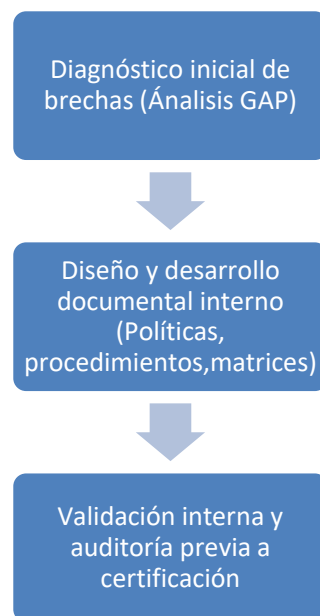 Diagnóstico inicial de
brechas (Ánalisis GAP)
Diseño y desarrollo
documental interno
(Políticas,
procedimientos,matrices)
Validación interna y
auditoría previa a
certificación